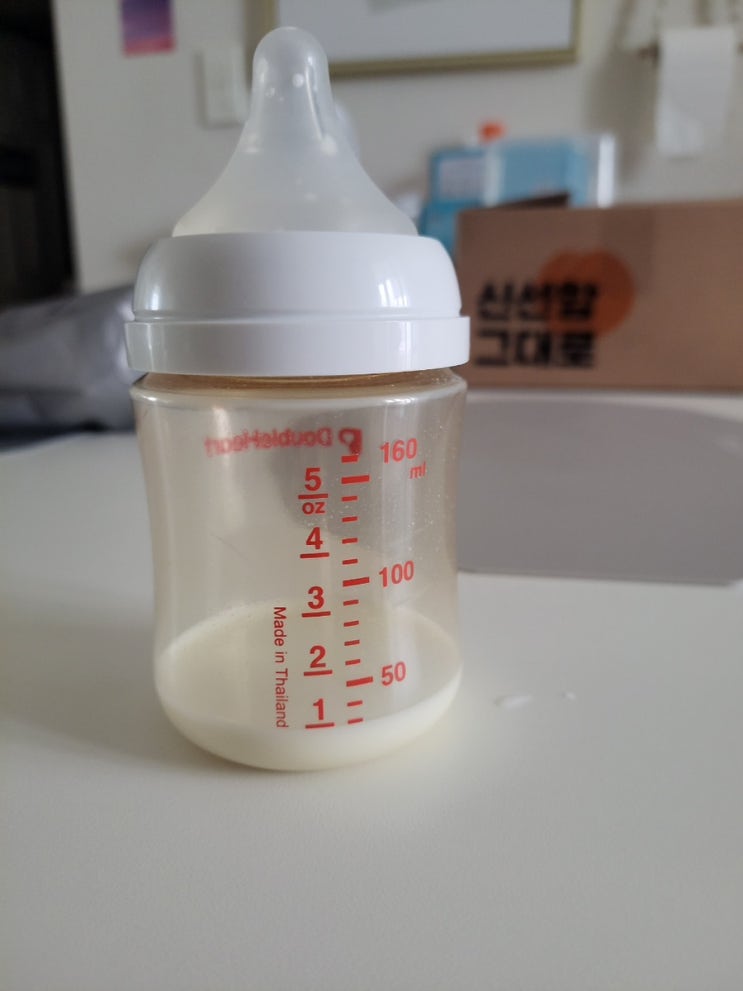 DoubleHeart
160
ml
5
oz
4
100
3
2
50
1
Made in Thailand
신선함
그대로